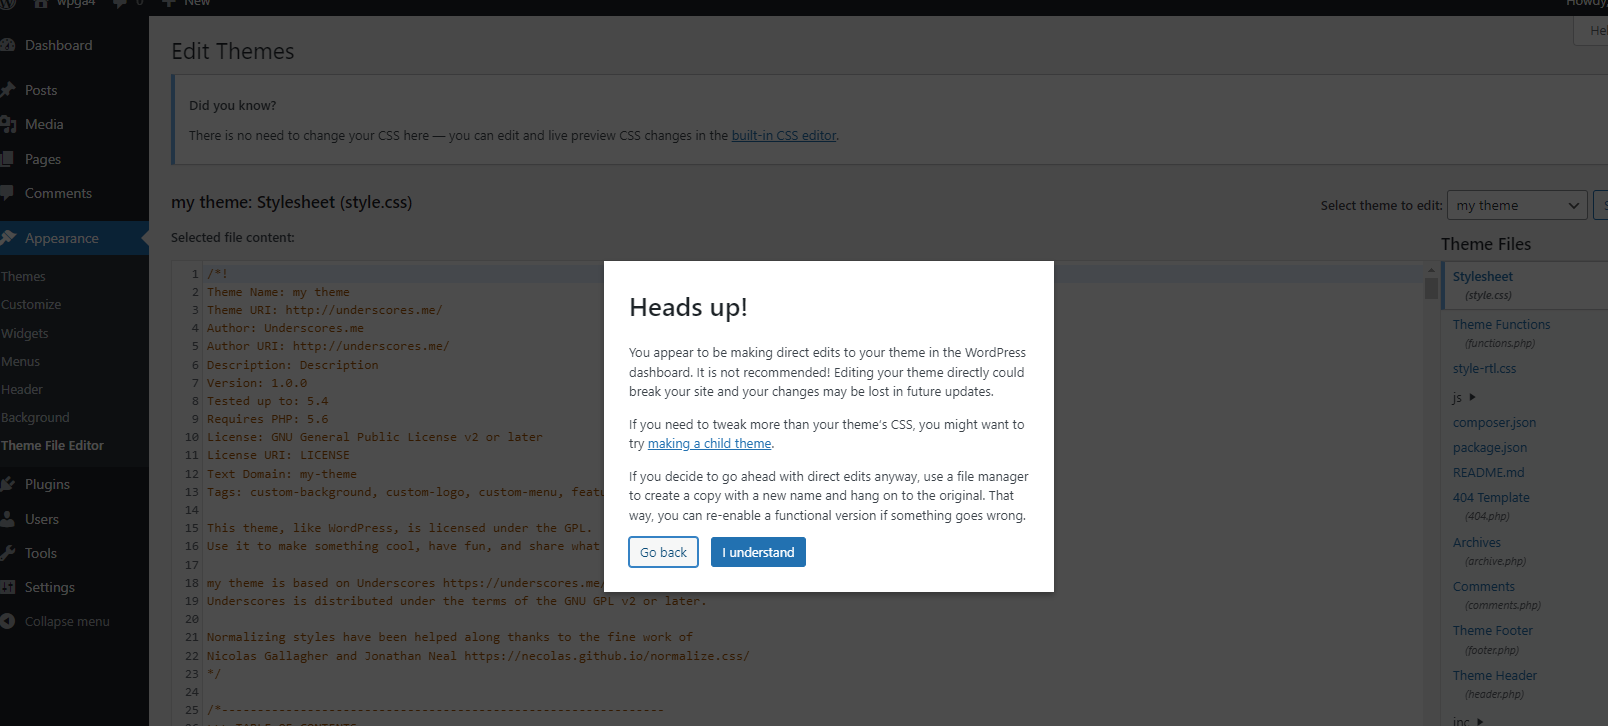 wpga4 0 New
Dashboard
Posts
Media
Pages
Comments
Appearance
Themes
Customize
Widgets
Menus
Header
Background
Theme File Editor
Plugins
Users
Tools
Settings
Collapse menu
Edit Themes
Did you know?
There is no need to change your CSS here — you can edit and live preview CSS changes in the built-in CSS editor.
my theme: Stylesheet (style.css)
Select theme to edit: my theme
Selected file content:
1 /*!
2 Theme Name: my theme
3 Theme URI: http://underscores.me/
4 Author: Underscores.me
5 Author URI: http://underscores.me/
6 Description: Description
7 Version: 1.0.0
8 Tested up to: 5.4
9 Requires PHP: 5.6
10 License: GNU General Public License v2 or later
11 License URI: LICENSE
12 Text Domain: my-theme
13 Tags: custom-background, custom-logo, custom-menu,
14
15 This theme, like WordPress, is licensed under the GPL.
16 Use it to make something cool, have fun, and share what
17
18 my theme is based on Underscores https://underscores.me/
19 Underscores is distributed under the terms of the GNU GPL v2 or later.
20
21 Normalizing styles have been helped along thanks to the fine work of
22 Nicolas Gallagher and Jonathan Neal https://necolas.github.io/normalize.css/
23 */
24
25 /*--------------------------------------------------------------
Heads up!
You appear to be making direct edits to your theme in the WordPress
dashboard. It is not recommended! Editing your theme directly could
break your site and your changes may be lost in future updates.
If you need to tweak more than your theme's CSS, you might want to
try making a child theme.
If you decide to go ahead with direct edits anyway, use a file manager
to create a copy with a new name and hang on to the original. That
way, you can re-enable a functional version if something goes wrong.
Go back
I understand
Theme Files
Stylesheet
(style.css)
Theme Functions
(functions.php)
style-rtl.css
js
composer.json
package.json
README.md
404 Template
(404.php)
Archives
(archive.php)
Comments
(comments.php)
Theme Footer
(footer.php)
Theme Header
(header.php)
inc